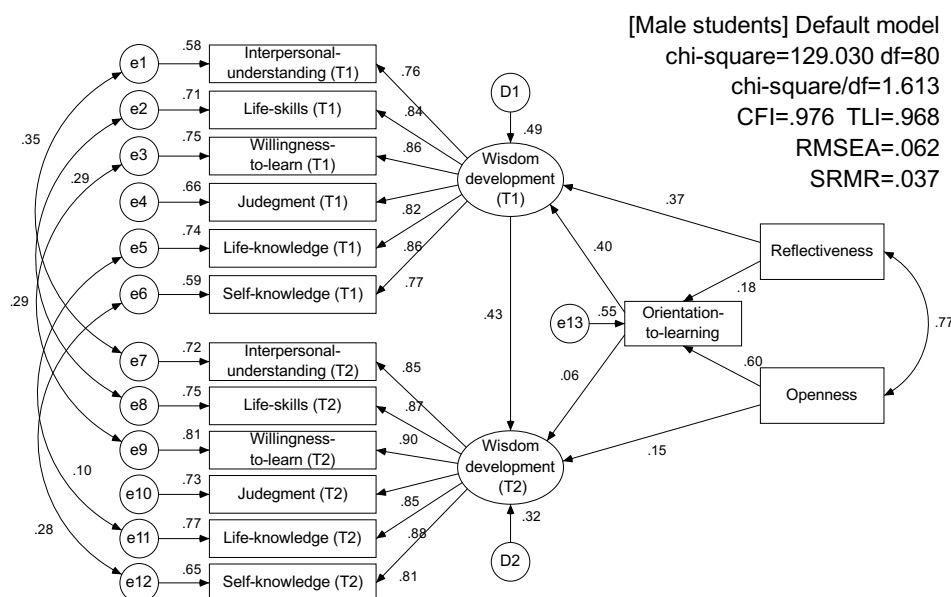 [Male students] Default model
chi-square=129.030 df=80
chi-square/df=1.613
CFI=.976 TLI=.968
RMSEA=.062
SRMR=.037
e1
.58
Interpersonal-
understanding (T1)
.76
e2
.71
Life-skills (T1)
.84
e3
.75
Willingness-
to-learn (T1)
.86
e4
.66
Judegment (T1)
.82
e5
.74
Life-knowledge (T1)
.86
e6
.59
Self-knowledge (T1)
.77
D1
.49
Wisdom
development
(T1)
.35
.29
.29
.10
.28
.37
.40
.43
.18
.60
.06
.15
.77
Reflectiveness
e13
.55
Orientation-
to-learning
Openness
e7
.72
Interpersonal-
understanding (T2)
.85
e8
.75
Life-skills (T2)
.87
e9
.81
Willingness-
to-learn (T2)
.90
e10
.73
Judegment (T2)
.85
e11
.77
Life-knowledge (T2)
.88
e12
.65
Self-knowledge (T2)
.81
Wisdom
development
(T2)
.32
D2